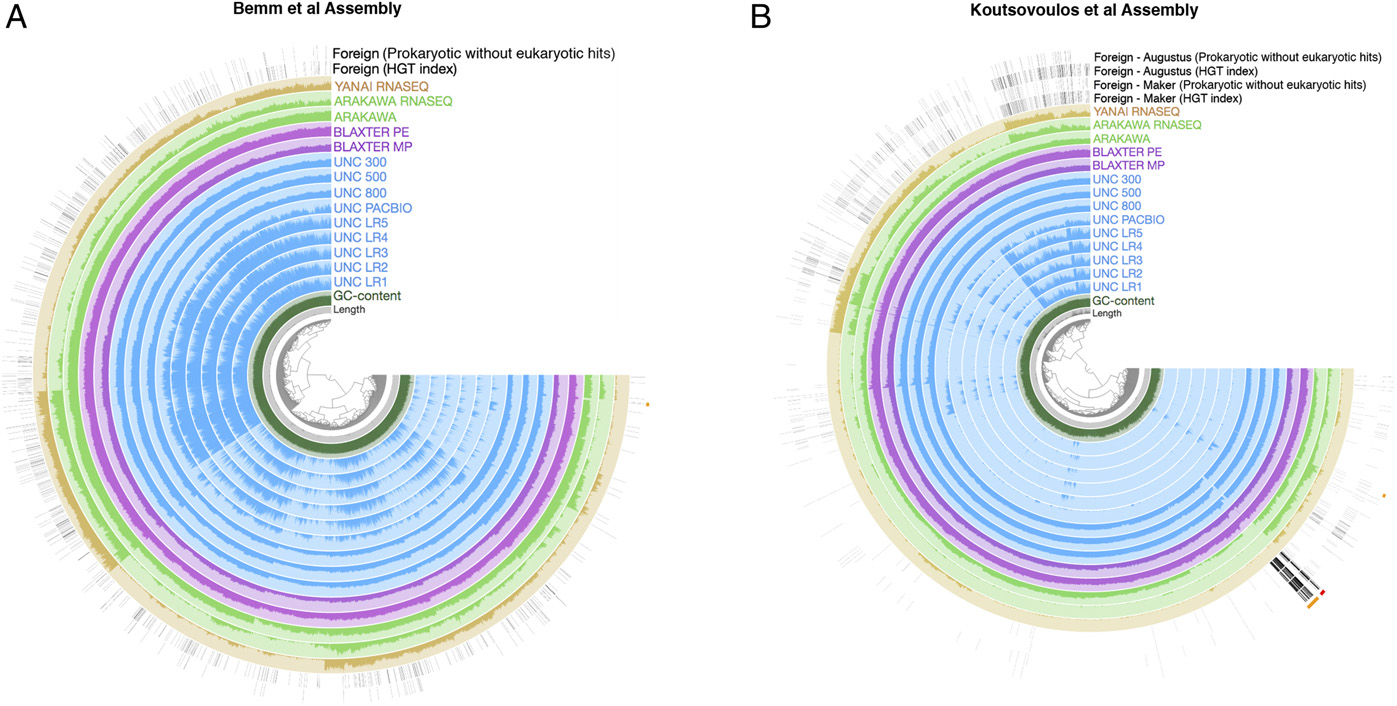 A
Bemm et al Assembly
Foreign (Prokaryotic without eukaryotic hits)
Foreign (HGT index)
YANAI RNASEQ
ARAKAWA RNASEQ
ARAKAWA
BLAXTER PE
BLAXTER MP
UNC 300
UNC 500
UNC 800
UNC PACBIO
UNC LR5
UNC LR4
UNC LR3
UNC LR2
UNC LR1
GC-content
Length
B
Koutsovoulos et al Assembly
Foreign - Augustus (Prokaryotic without eukaryotic hits)
Foreign - Augustus (HGT index)
Foreign - Maker (Prokaryotic without eukaryotic hits)
Foreign - Maker (HGT index)
YANAI RNASEQ
ARAKAWA RNASEQ
ARAKAWA
BLAXTER PE
BLAXTER MP
UNC 300
UNC 500
UNC 800
UNC PACBIO
UNC LR5
UNC LR4
UNC LR3
UNC LR2
UNC LR1
GC-content
Length